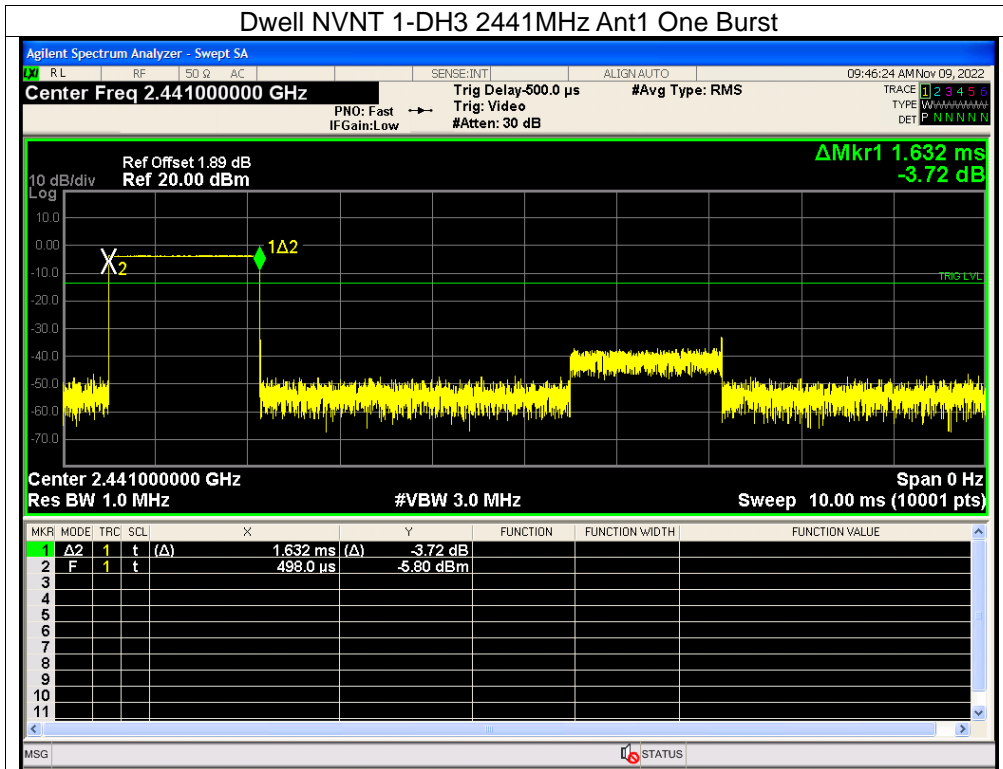 Dwell NVNT 1-DH3 2441MHz Ant1 One Burst
Agilent Spectrum Analyzer - Swept SA
LXI RL RF 50 Ω AC SENSE:INT ALIGN AUTO 09:46:24 AM Nov 09, 2022
Center Freq 2.441000000 GHz
PNO: Fast
IFGain:Low
Trig Delay-500.0 µs
Trig: Video
#Atten: 30 dB
#Avg Type: RMS
TRACE 1 2 3 4 5 6
TYPE
DET P N N N N N
ΔMkr1 1.632 ms
-3.72 dB
Ref Offset 1.89 dB
10 dB/div Ref 20.00 dBm
Log
10.0
0.00
-10.0
-20.0
-30.0
-40.0
-50.0
-60.0
-70.0
X2
1Δ2
TRIG LVL
Center 2.441000000 GHz Span 0 Hz
Res BW 1.0 MHz #VBW 3.0 MHz Sweep 10.00 ms (10001 pts)
MKR MODE TRC SCL X Y FUNCTION FUNCTION WIDTH FUNCTION VALUE
1 Δ2 1 t (Δ) 1.632 ms (Δ) -3.72 dB
2 F 1 t 498.0 µs -5.80 dBm
3
4
5
6
7
8
9
10
11
MSG STATUS